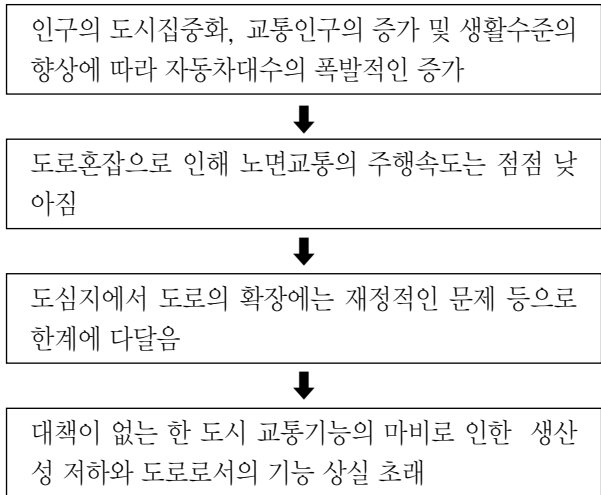 인구의 도시집중화, 교통인구의 증가 및 생활수준의
향상에 따라 자동차대수의 폭발적인 증가
도로혼잡으로 인해 노면교통의 주행속도는 점점 낮
아짐
도심지에서 도로의 확장에는 재정적인 문제 등으로
한계에 다달음
대책이 없는 한 도시 교통기능의 마비로 인한 생산
성 저하와 도로로서의 기능 상실 초래